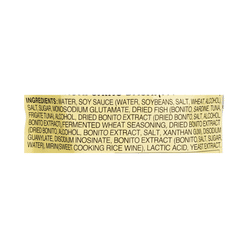 INGREDIENTS: WATER, SOY SAUCE (WATER, SOYBEANS, SALT, WHEAT, ALCOHOL),
SALT, SUGAR, MONOSODIUM GLUTAMATE, DRIED FISH (BONITO, SARDINE, TUNA,
FRIGATE TUNA), ALCOHOL, DRIED BONITO EXTRACT (DRIED BONITO, ALCOHOL,
BONITO EXTRACT), FERMENTED WHEAT SEASONING, DRIED BONITO EXTRACT
(DRIED BONITO, ALCOHOL, BONITO EXTRACT, SALT, XANTHAN GUM, DISODIUM
GUANYLATE, DISODIUM INOSINATE, BONITO EXTRACT (BONITO, SALT, SUGAR,
WATER), MIRIN(SWEET COOKING RICE WINE), LACTIC ACID, YEAST EXTRACT